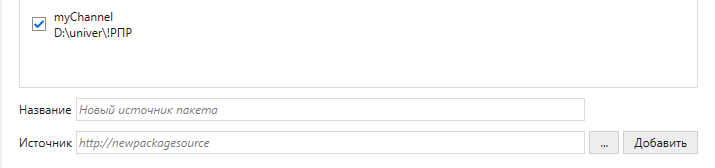 myChannel
D:\univer\!РПР
Название Новый источник пакета
Источник http://newpackagesource ... Добавить